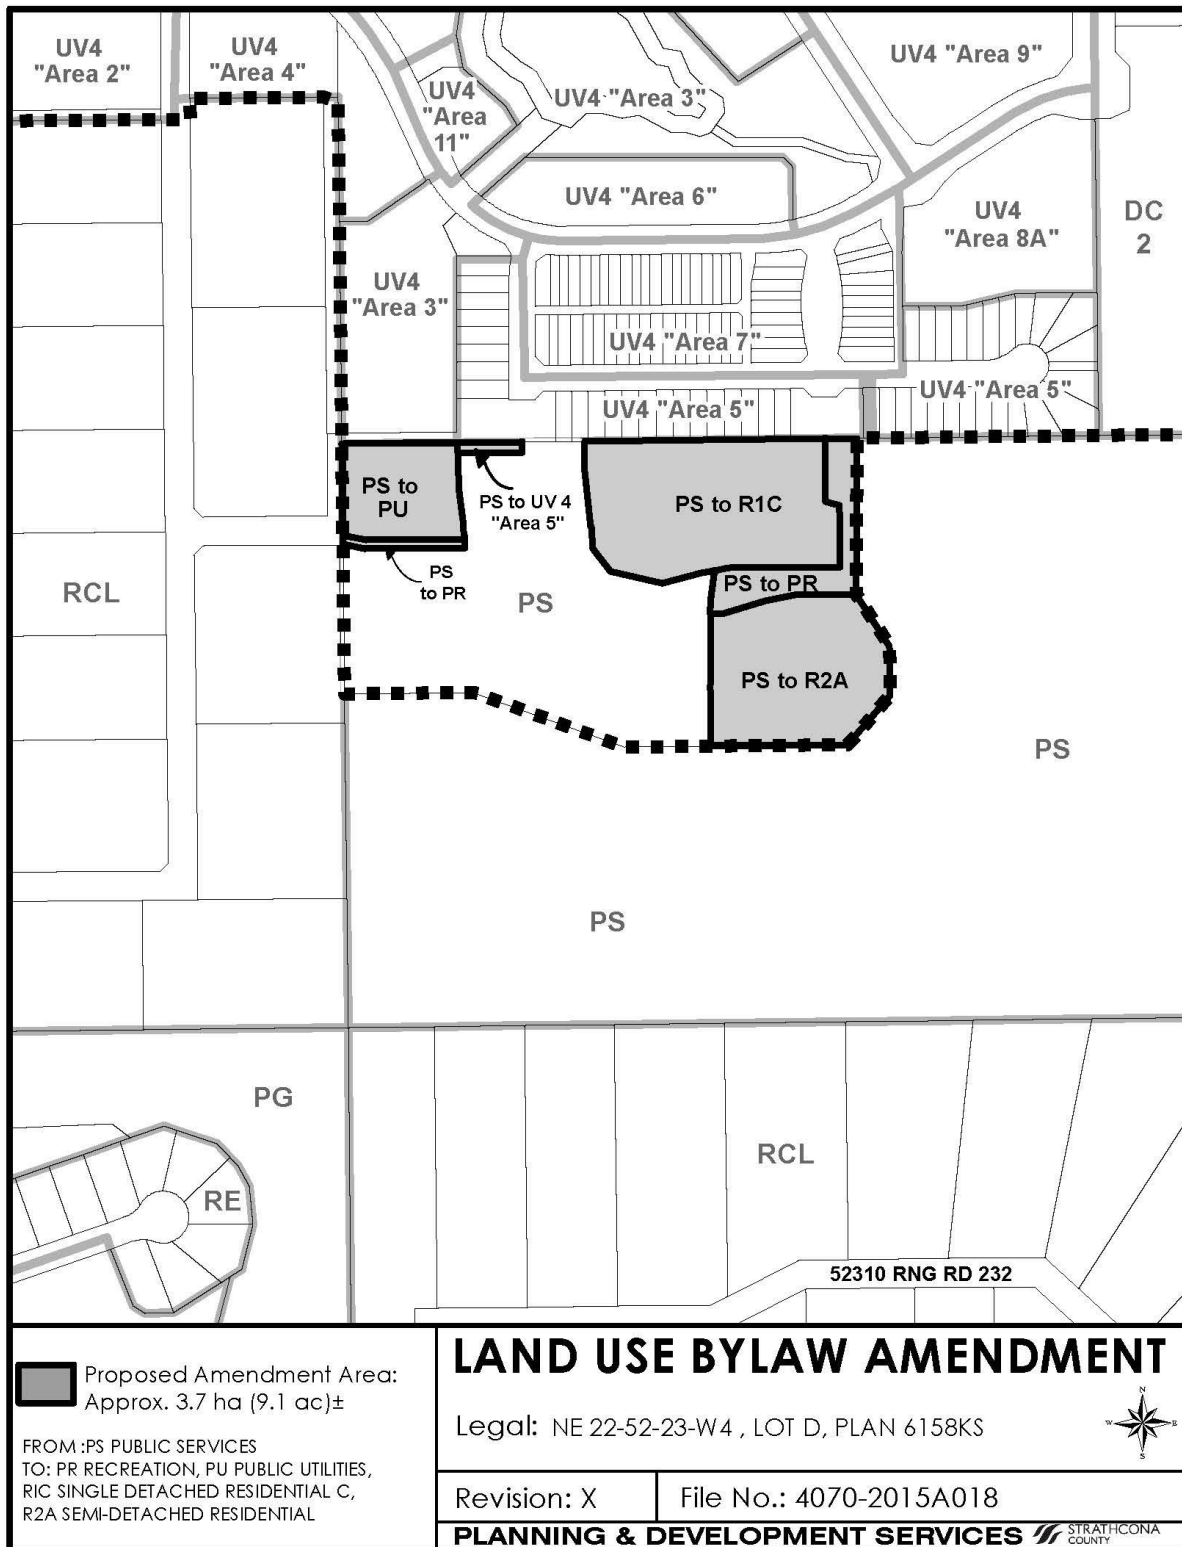 UV4
"Area 2"
UV4
"Area 4"
UV4
"Area
11"
UV4 "Area 3"
UV4 "Area 9"
UV4 "Area 6"
UV4
"Area 8A"
DC
2
UV4
"Area 3"
UV4 "Area 7"
UV4 "Area 5"
UV4 "Area 5"
PS to
PU
PS to UV 4
"Area 5"
PS to R1C
PS
to PR
PS to PR
RCL
PS
PS to R2A
PS
PS
PG
RCL
RE
52310 RNG RD 232
Proposed Amendment Area:
Approx. 3.7 ha (9.1 ac)±
FROM :PS PUBLIC SERVICES
TO: PR RECREATION, PU PUBLIC UTILITIES,
RIC SINGLE DETACHED RESIDENTIAL C,
R2A SEMI-DETACHED RESIDENTIAL
LAND USE BYLAW AMENDMENT
Legal: NE 22-52-23-W4 , LOT D, PLAN 6158KS
N
W E
S
Revision: X
File No.: 4070-2015A018
PLANNING & DEVELOPMENT SERVICES
STRATHCONA
COUNTY